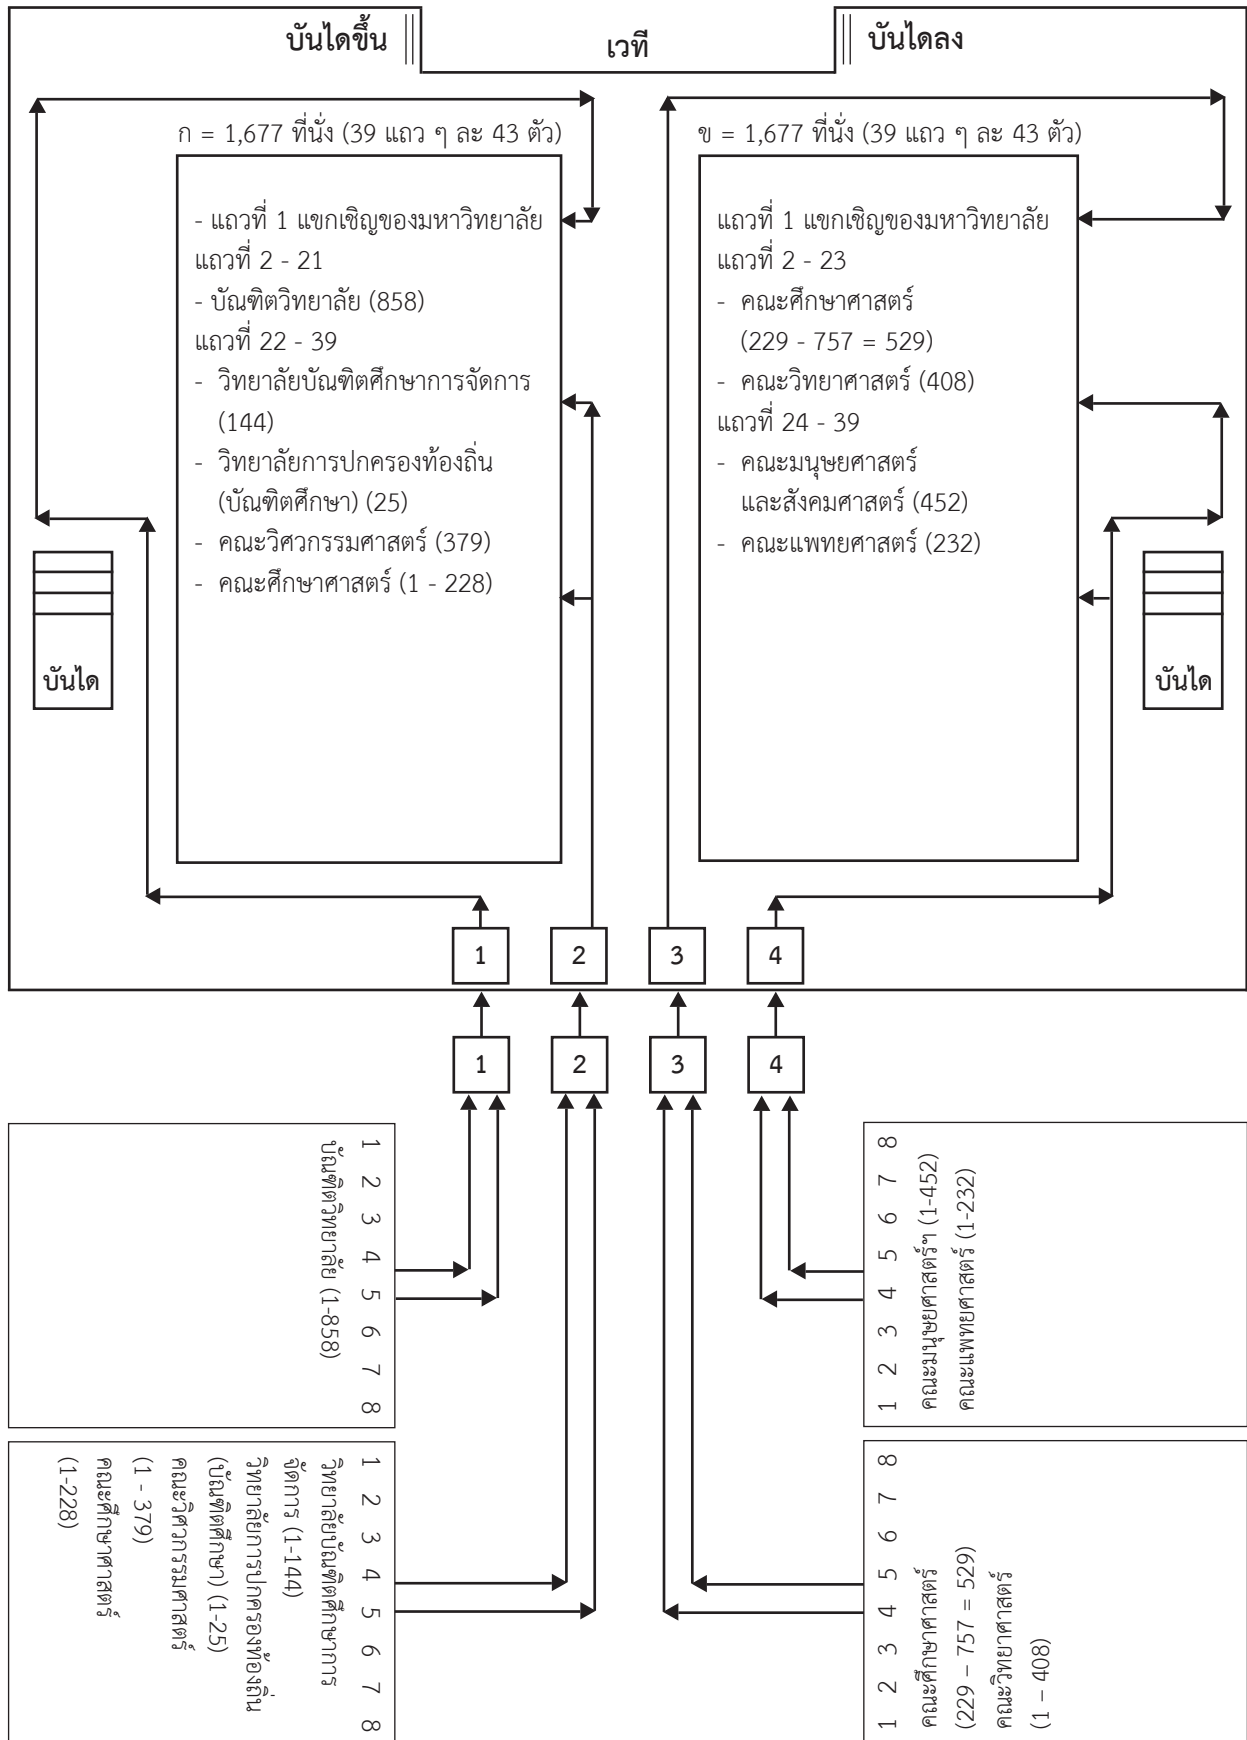 บันไดขึ้น
เวที
บันไดลง
ก = 1,677 ที่นั่ง (39 แถว ๆ ละ 43 ตัว)
- แถวที่ 1 แขกเชิญของมหาวิทยาลัย
แถวที่ 2 - 21
- บัณฑิตวิทยาลัย (858)
แถวที่ 22 - 39
- วิทยาลัยบัณฑิตศึกษาการจัดการ
(144)
- วิทยาลัยการปกครองท้องถิ่น
(บัณฑิตศึกษา) (25)
- คณะวิศวกรรมศาสตร์ (379)
- คณะศึกษาศาสตร์ (1 - 228)
ข = 1,677 ที่นั่ง (39 แถว ๆ ละ 43 ตัว)
แถวที่ 1 แขกเชิญของมหาวิทยาลัย
แถวที่ 2 - 23
- คณะศึกษาศาสตร์
(229 - 757 = 529)
- คณะวิทยาศาสตร์ (408)
แถวที่ 24 - 39
- คณะมนุษยศาสตร์
และสังคมศาสตร์ (452)
- คณะแพทยศาสตร์ (232)
บันได
บันได
1 2 3 4
1 2 3 4
1 2 3 4 5 6 7 8
บัณฑิตวิทยาลัย (1-858)
1 2 3 4 5 6 7 8
คณะมนุษยศาสตร์ฯ (1-452)
คณะแพทยศาสตร์ (1-232)
1 2 3 4 5 6 7 8
วิทยาลัยบัณฑิตศึกษาการ
จัดการ (1-144)
วิทยาลัยการปกครองท้องถิ่น
(บัณฑิตศึกษา) (1-25)
คณะวิศวกรรมศาสตร์
(1 - 379)
คณะศึกษาศาสตร์
(1-228)
1 2 3 4 5 6 7 8
คณะศึกษาศาสตร์
(229 – 757 = 529)
คณะวิทยาศาสตร์
(1 – 408)